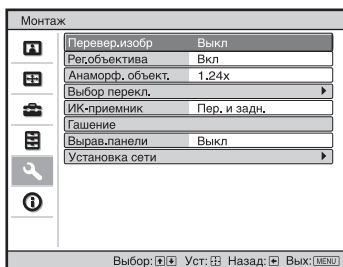 Монтаж
Перевер.изобр Выкл
Рег.объектива Вкл
Анаморф. объект. 1.24x
Выбор перекл.
ИК-приемник Пер. и задн.
Гашение
Вырав.панели Выкл
Установка сети
Выбор: Уст: Назад: Вых: MENU